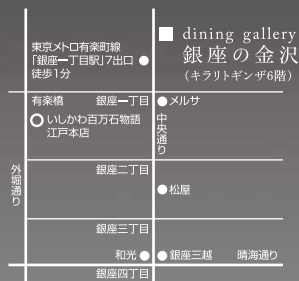 dining gallery
銀座の金沢
（キラリトギンザ6階）
東京メトロ有楽町線
「銀座一丁目駅」7出口
徒歩1分
有楽橋
銀座一丁目
メルサ
いしかわ百万石物語
江戸本店
中央通り
外堀通り
銀座二丁目
松屋
銀座三丁目
和光
銀座三越
晴海通り
銀座四丁目